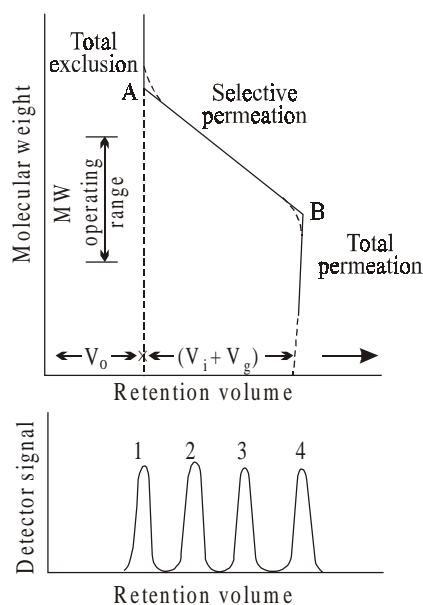 Total
exclusion
A
Selective
permeation
Molecular weight
MW
operating
range
B
Total
permeation
Vo
x
(Vi + Vg)
Retention volume
Detector signal
1 2 3 4
Retention volume